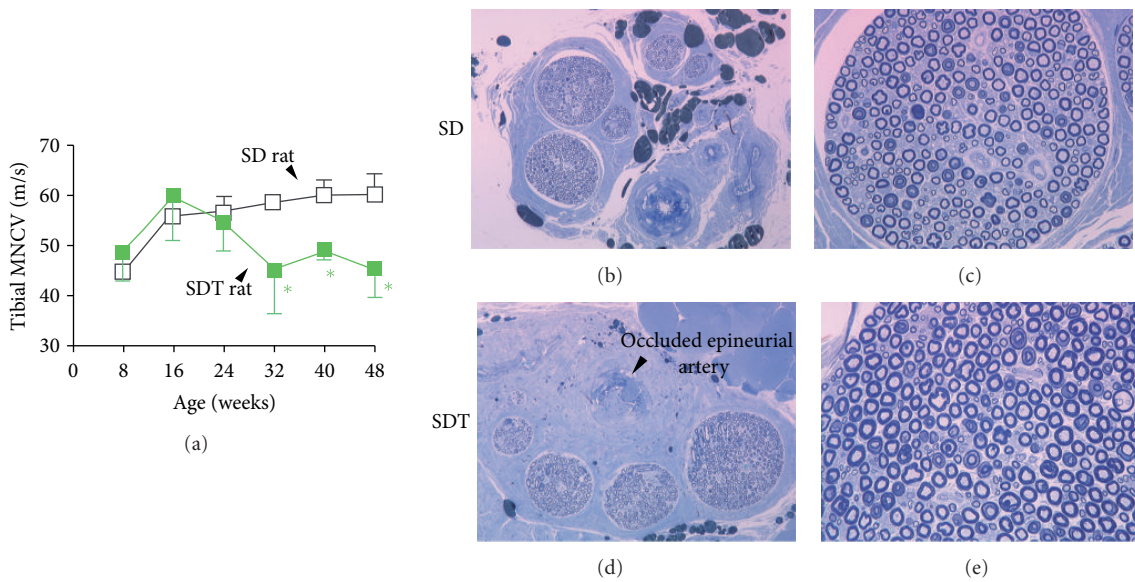 70
60
50
40
30
0
Tibial MNCV (m/s)
SD rat
SDT rat
*
*
*
8
16
24
32
40
48
Age (weeks)
(a)
SD
(b)
(c)
SDT
Occluded epineurial
artery
(d)
(e)